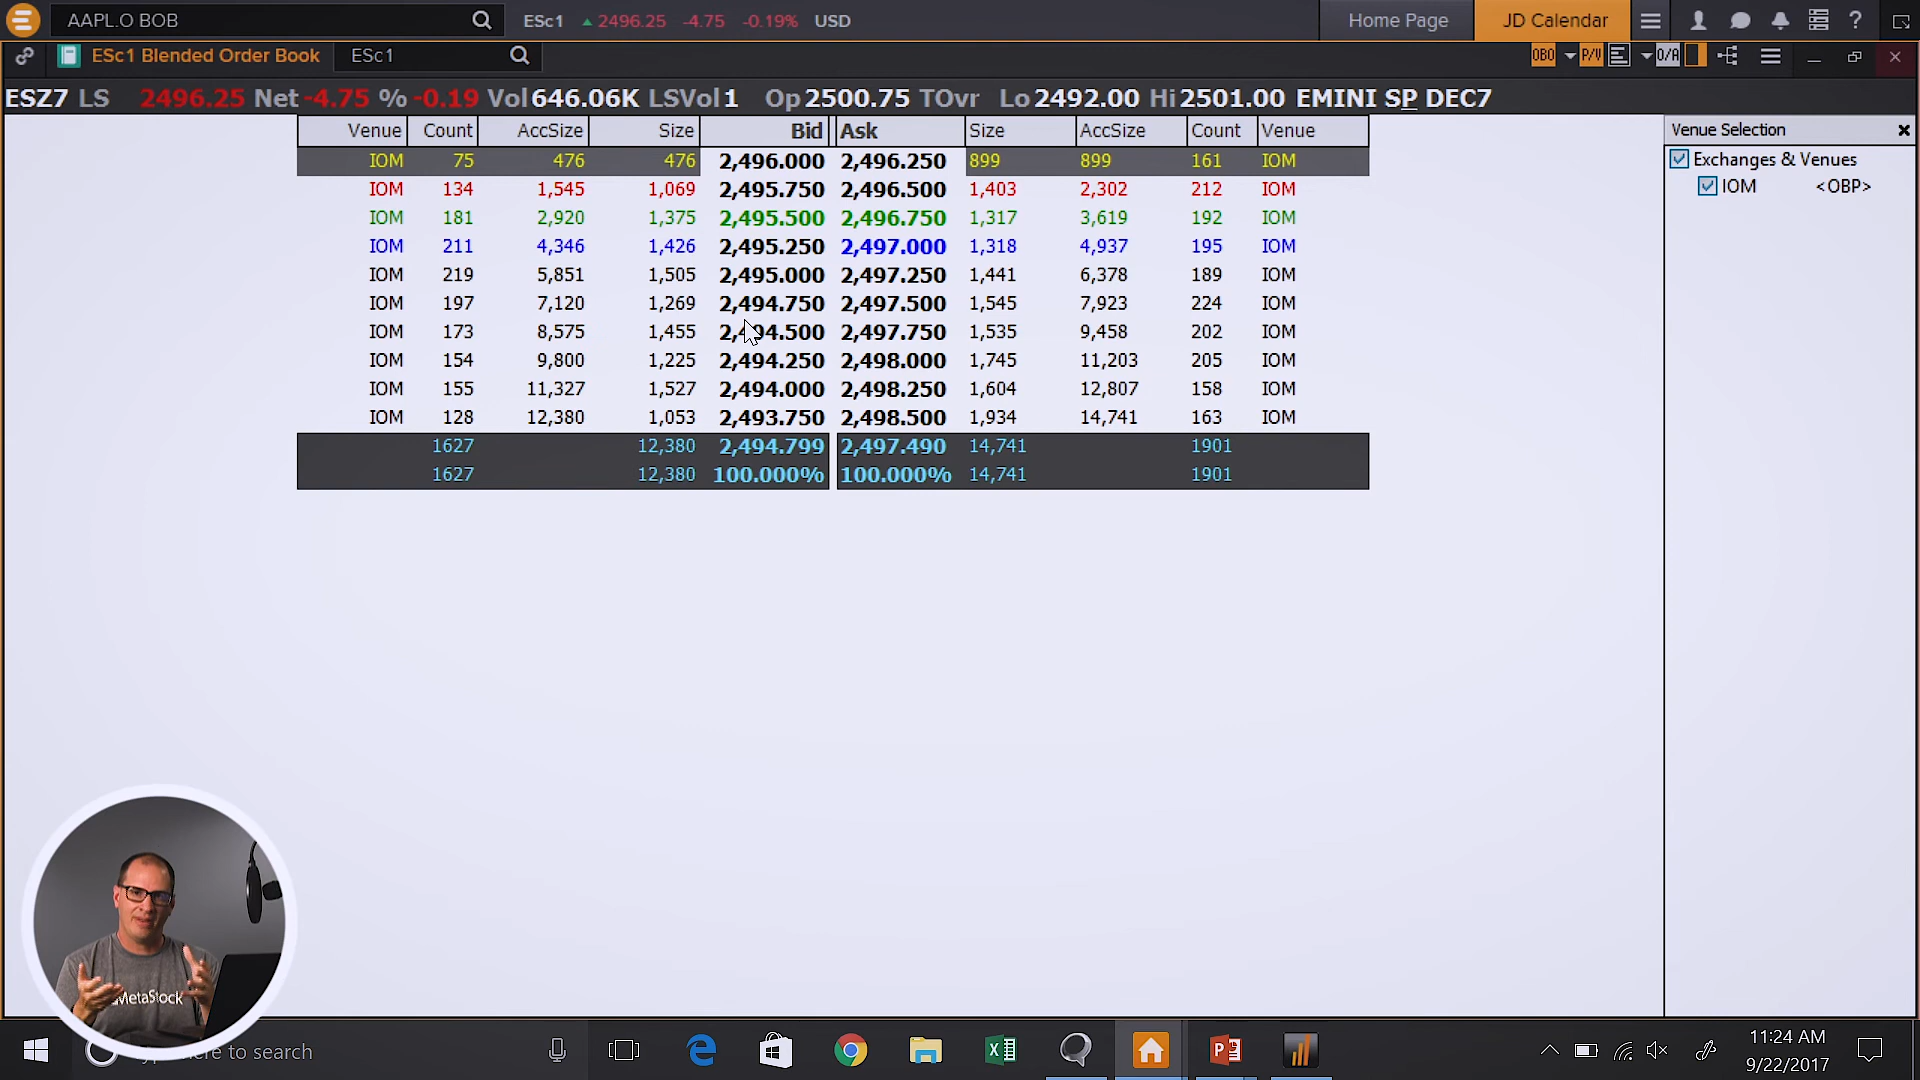 AAPL.O BOB ESc1 2496.25 -4.75 -0.19% USD Home Page JD Calendar ?
ESc1 Blended Order Book ESc1 OBO P/V O/A
ESZ7 LS 2496.25 Net -4.75 % -0.19 Vol 646.06K LSVol 1 Op 2500.75 TOvr Lo 2492.00 Hi 2501.00 EMINI SP DEC7
Venue Count AccSize Size Bid Ask Size AccSize Count Venue
IOM 75 476 476 2,496.000 2,496.250 899 899 161 IOM
IOM 134 1,545 1,069 2,495.750 2,496.500 1,403 2,302 212 IOM
IOM 181 2,920 1,375 2,495.500 2,496.750 1,317 3,619 192 IOM
IOM 211 4,346 1,426 2,495.250 2,497.000 1,318 4,937 195 IOM
IOM 219 5,851 1,505 2,495.000 2,497.250 1,441 6,378 189 IOM
IOM 197 7,120 1,269 2,494.750 2,497.500 1,545 7,923 224 IOM
IOM 173 8,575 1,455 2,494.500 2,497.750 1,535 9,458 202 IOM
IOM 154 9,800 1,225 2,494.250 2,498.000 1,745 11,203 205 IOM
IOM 155 11,327 1,527 2,494.000 2,498.250 1,604 12,807 158 IOM
IOM 128 12,380 1,053 2,493.750 2,498.500 1,934 14,741 163 IOM
1627 12,380 2,494.799 2,497.490 14,741 1901
1627 12,380 100.000% 100.000% 14,741 1901
Venue Selection
Exchanges & Venues
IOM <OBP>
MetaStock
to search
11:24 AM
9/22/2017